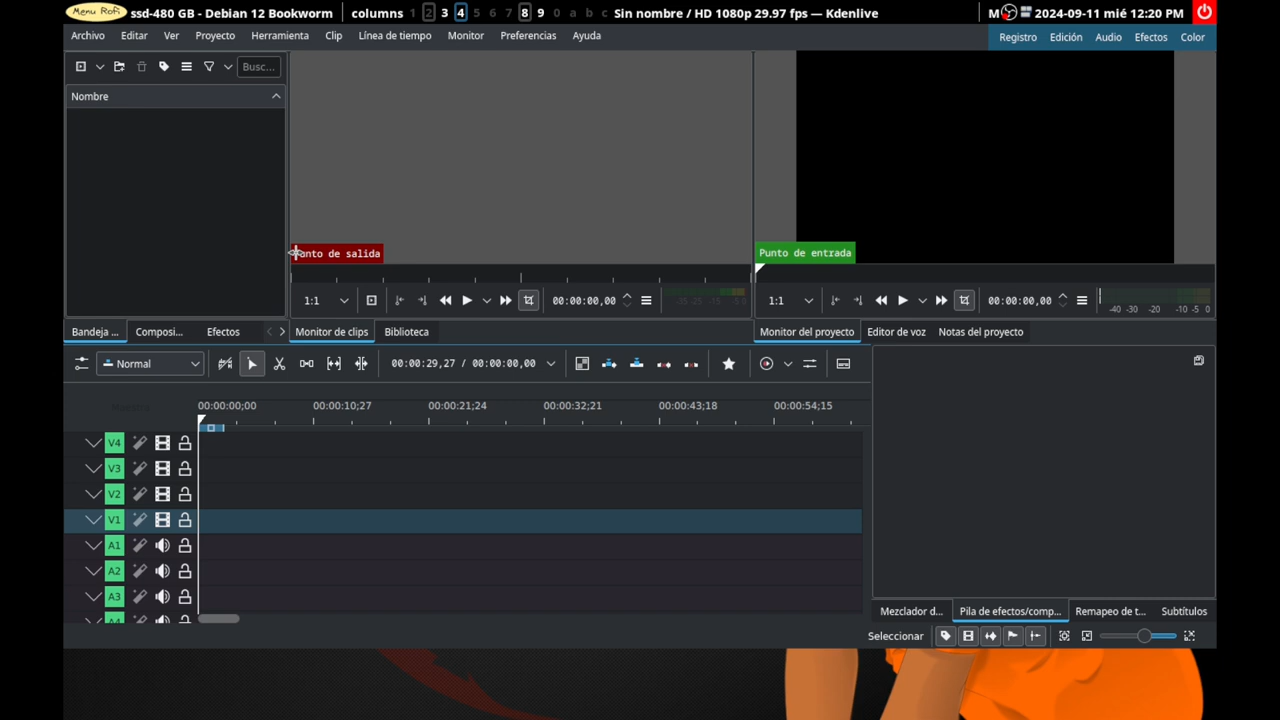 Menu Rofi ssd-480 GB - Debian 12 Bookworm columns 1 2 3 4 5 6 7 8 9 0 a b c Sin nombre / HD 1080p 29.97 fps — Kdenlive M 2024-09-11 mié 12:20 PM
Archivo Editar Ver Proyecto Herramienta Clip Línea de tiempo Monitor Preferencias Ayuda Registro Edición Audio Efectos Color
Busc...
Nombre
Punto de salida Punto de entrada
1:1 00:00:00,00 -35 -25 -15 -5 0 1:1 00:00:00,00 -40 -30 -20 -10 -5 0
Bandeja ... Composi... Efectos Monitor de clips Biblioteca Monitor del proyecto Editor de voz Notas del proyecto
Normal 00:00:29,27 / 00:00:00,00
Maestro 00:00:00;00 00:00:10;27 00:00:21;24 00:00:32;21 00:00:43;18 00:00:54;15
V4
V3
V2
V1
A1
A2
A3
A4
Mezclador d... Pila de efectos/comp... Remapeo de t... Subtítulos
Seleccionar